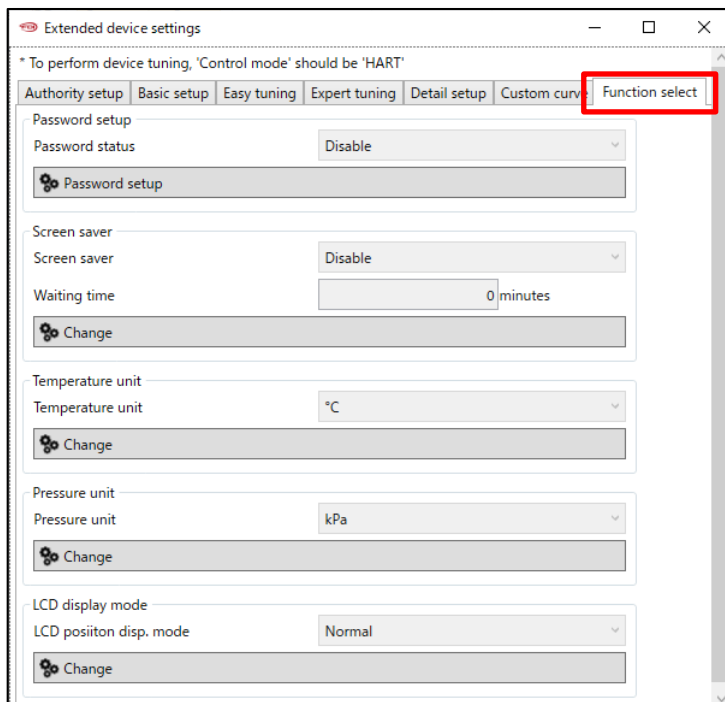 Extended device settings
* To perform device tuning, 'Control mode' should be 'HART'
Authority setup Basic setup Easy tuning Expert tuning Detail setup Custom curve Function select
Password setup
Password status Disable
Password setup
Screen saver
Screen saver Disable
Waiting time 0 minutes
Change
Temperature unit
Temperature unit °C
Change
Pressure unit
Pressure unit kPa
Change
LCD display mode
LCD posiiton disp. mode Normal
Change